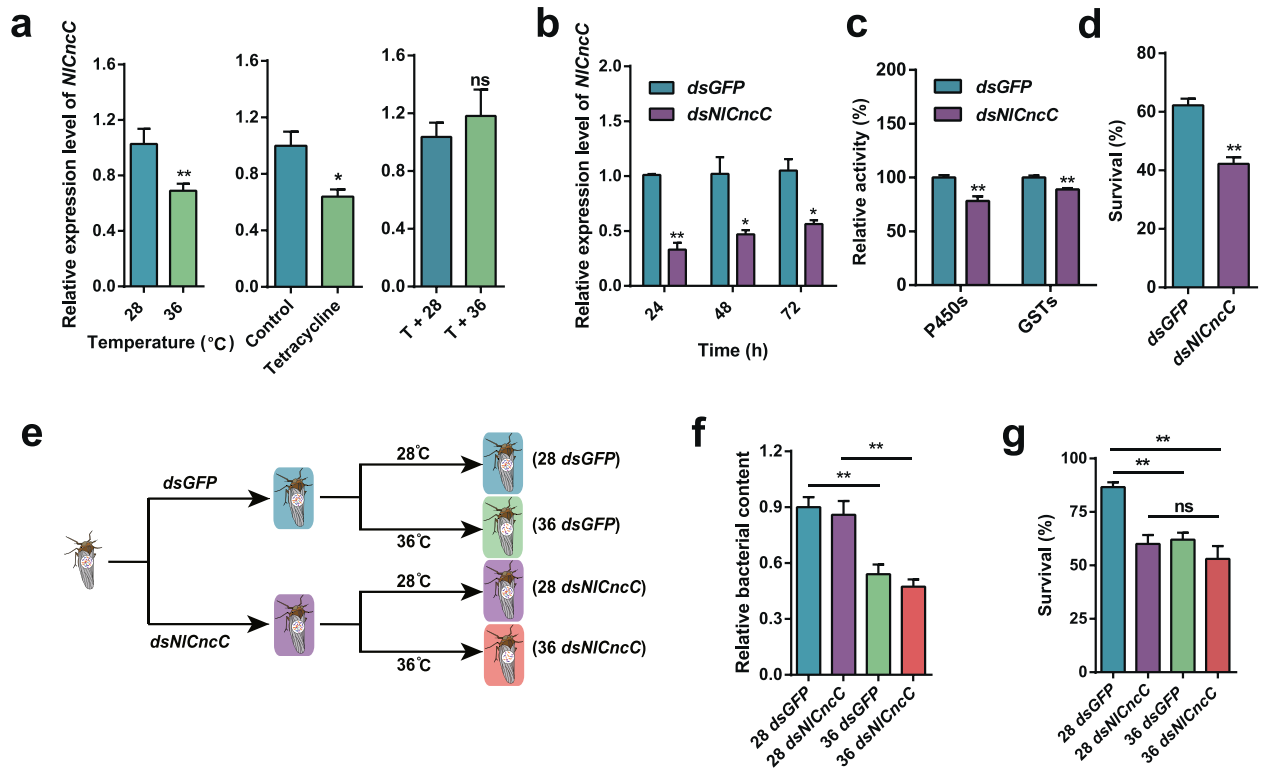 a
Relative expression level of NlCncC
1.6
1.2
0.8
0.4
0.0
**
28
36
Temperature (°C)
1.6
1.2
0.8
0.4
0.0
*
Control
Tetracycline
1.6
1.2
0.8
0.4
0.0
ns
T + 28
T + 36
b
Relative expression level of NlCncC
2.0
1.5
1.0
0.5
0.0
dsGFP
dsNlCncC
**
*
*
24
48
72
Time (h)
c
Relative activity (%)
200
150
100
50
0
dsGFP
dsNlCncC
**
**
P450s
GSTs
d
Survival (%)
80
60
40
20
0
**
dsGFP
dsNlCncC
e
dsGFP
dsNlCncC
28°C
36°C
28°C
36°C
(28 dsGFP)
(36 dsGFP)
(28 dsNlCncC)
(36 dsNlCncC)
f
Relative bacterial content
1.2
0.9
0.6
0.3
0.0
**
**
28 dsGFP
28 dsNlCncC
36 dsGFP
36 dsNlCncC
g
Survival (%)
100
75
50
25
0
**
**
ns
28 dsGFP
28 dsNlCncC
36 dsGFP
36 dsNlCncC